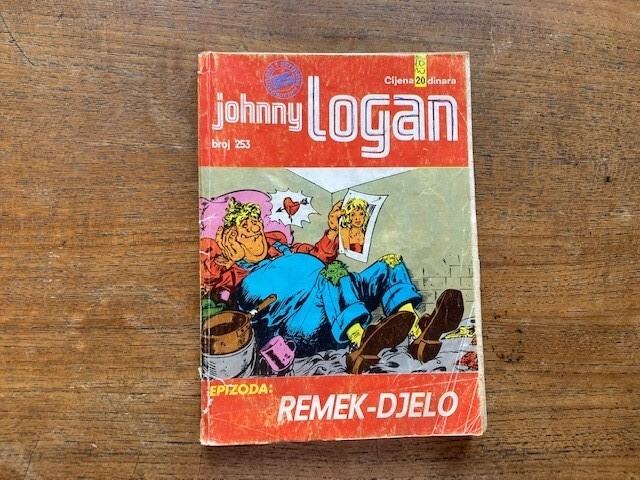 Cijena 20 dinara
johnny logan
broj 253
EPIZODA:
REMEK-DJELO